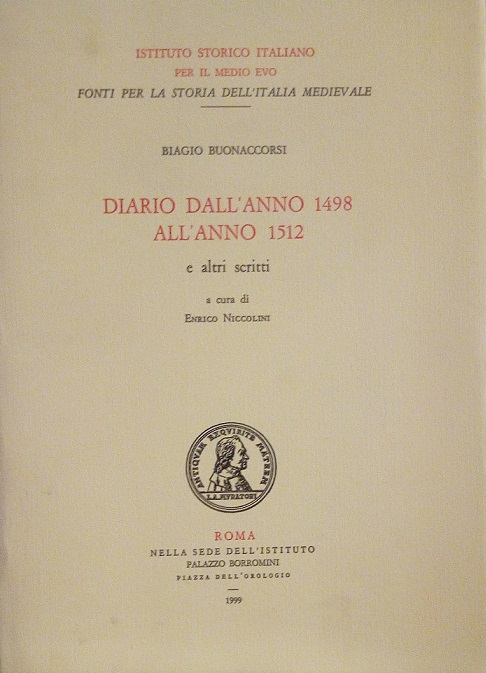 ISTITUTO STORICO ITALIANO
PER IL MEDIO EVO
FONTI PER LA STORIA DELL'ITALIA MEDIEVALE
BIAGIO BUONACCORSI
DIARIO DALL'ANNO 1498
ALL'ANNO 1512
e altri scritti
a cura di
ENRICO NICCOLINI
ANTIQVAM EXQVIRITE MATREM
L.A.MVRATORI
ROMA
NELLA SEDE DELL'ISTITUTO
PALAZZO BORROMINI
PIAZZA DELL'OROLOGIO
1999